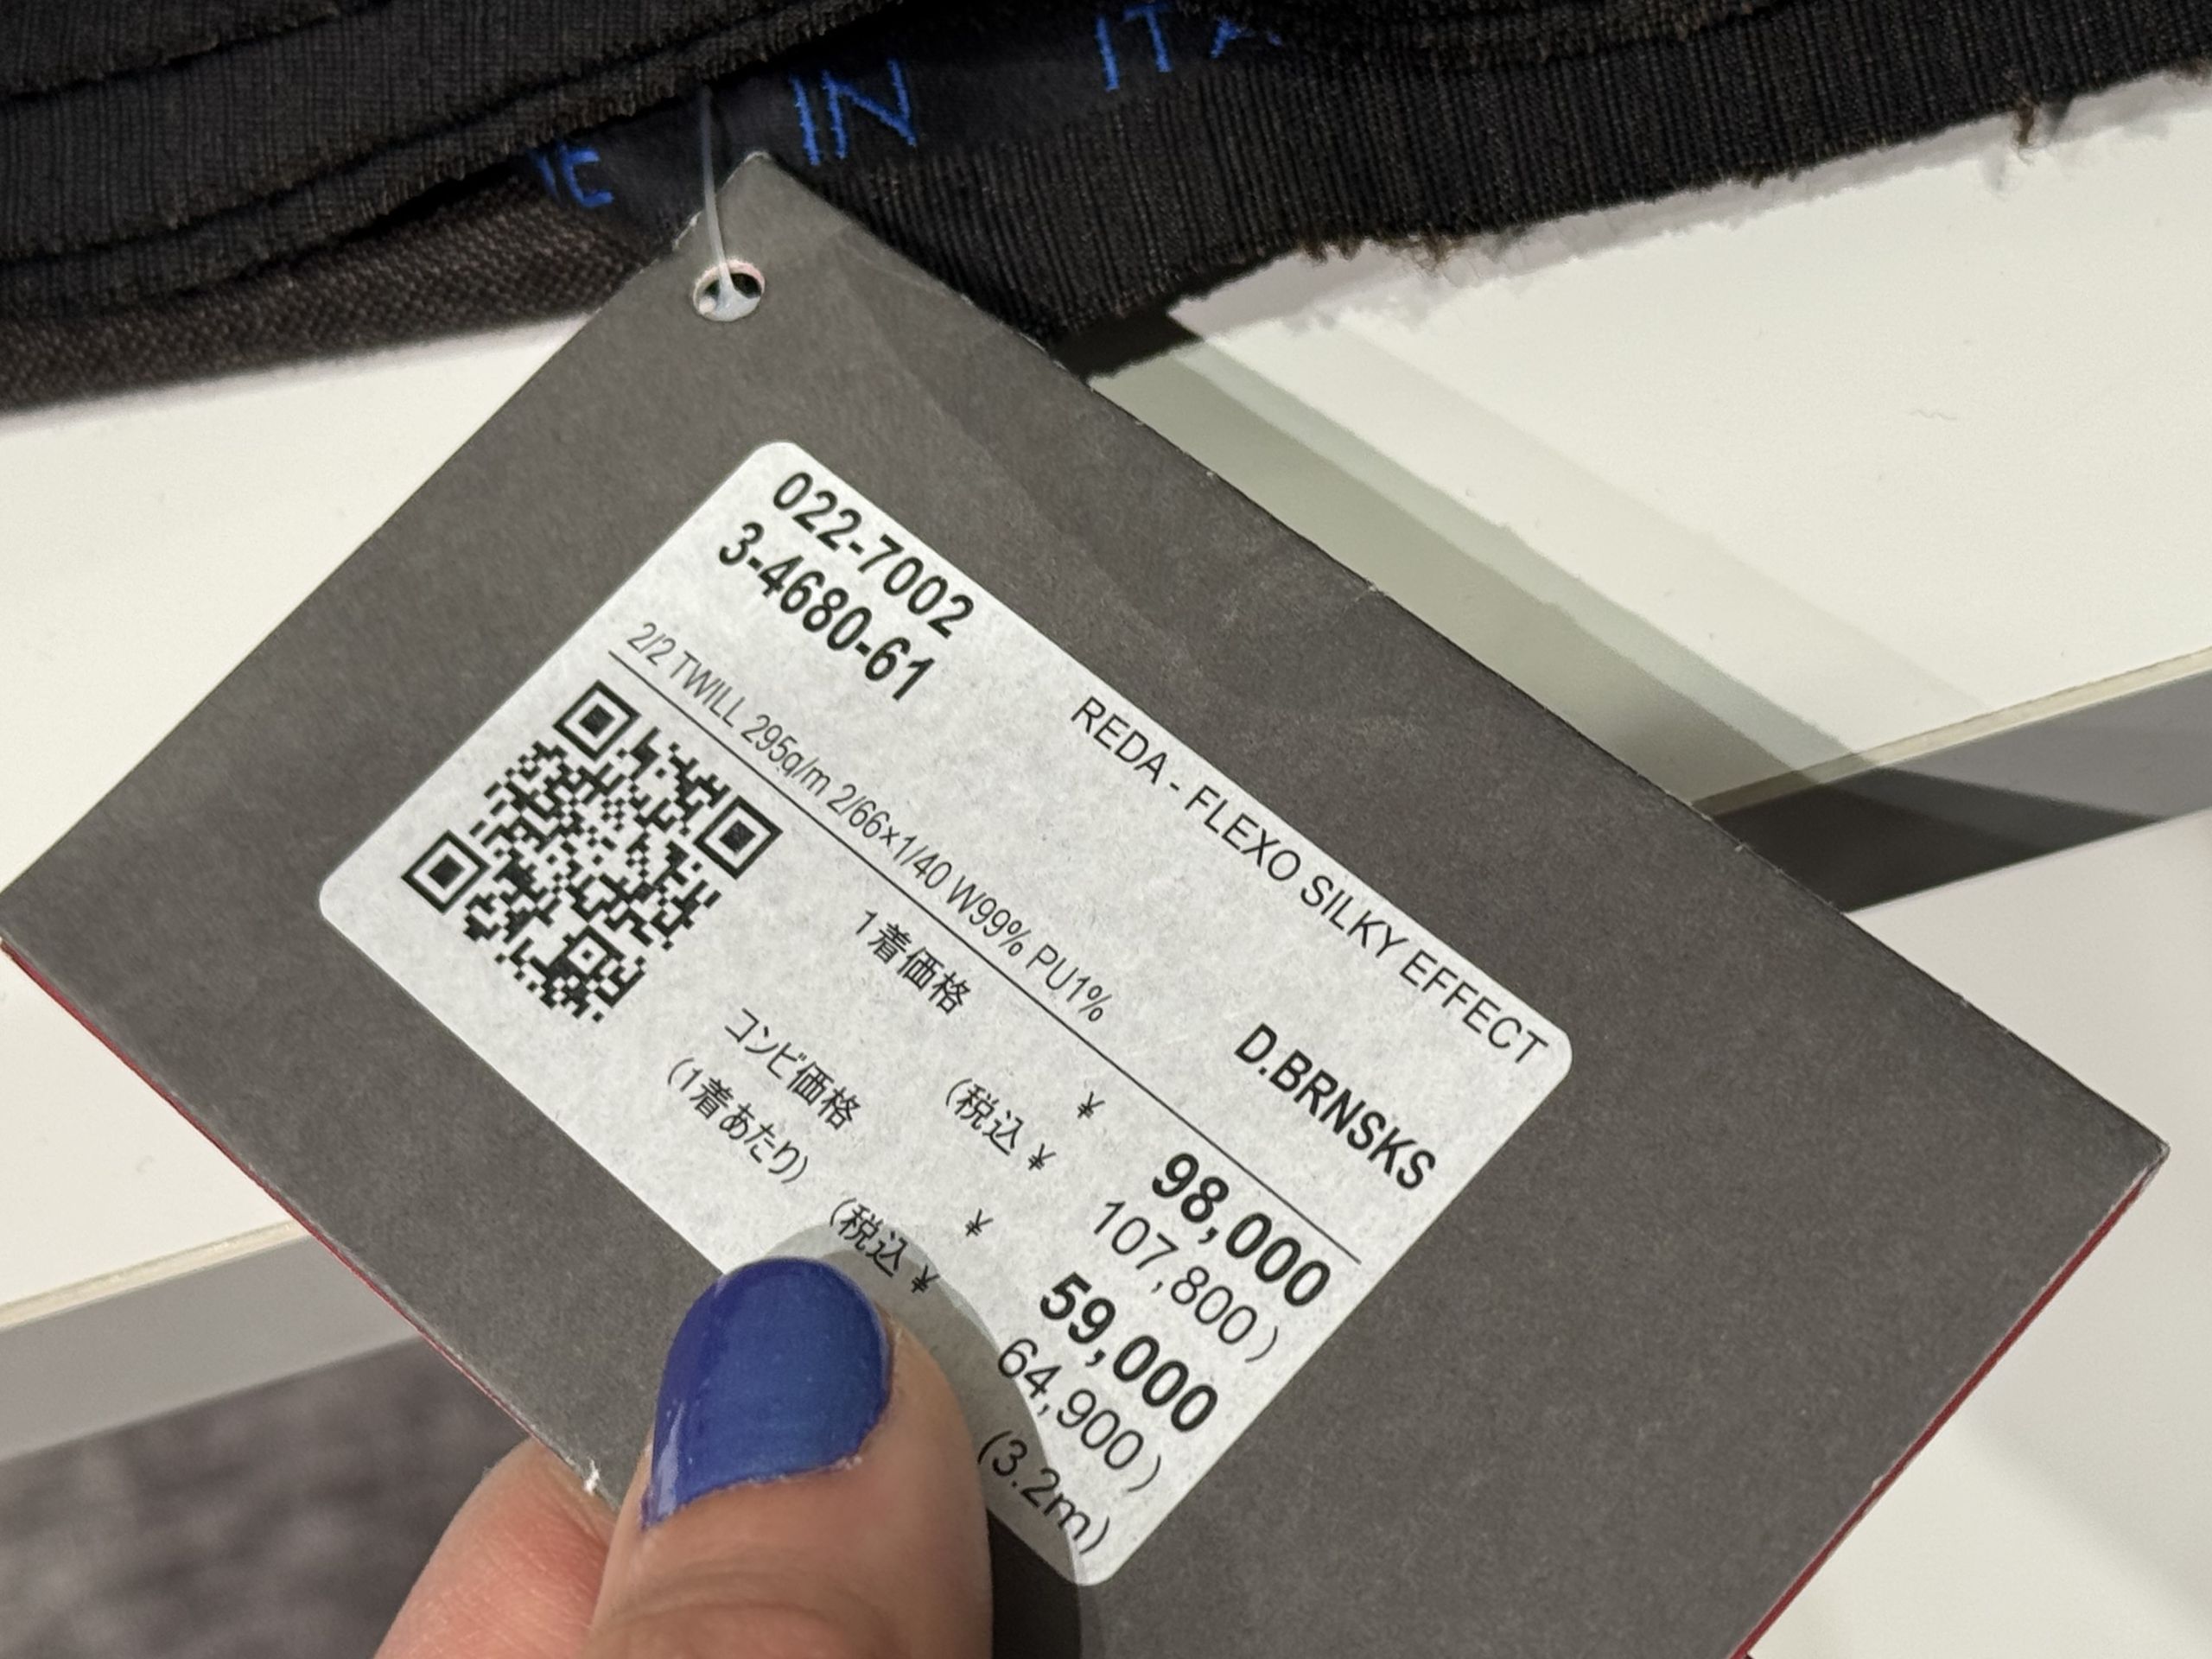 IN ITA
022-7002
3-4680-61
REDA - FLEXO SILKY EFFECT
D.BRNSKS
2/2 TWILL 295g/m 2/66×1/40 W99% PU1%
1着価格 ¥ 98,000
(税込 ¥ 107,800)
コンビ価格 ¥ 59,000
(1着あたり) (税込 ¥ 64,900)
(3.2m)